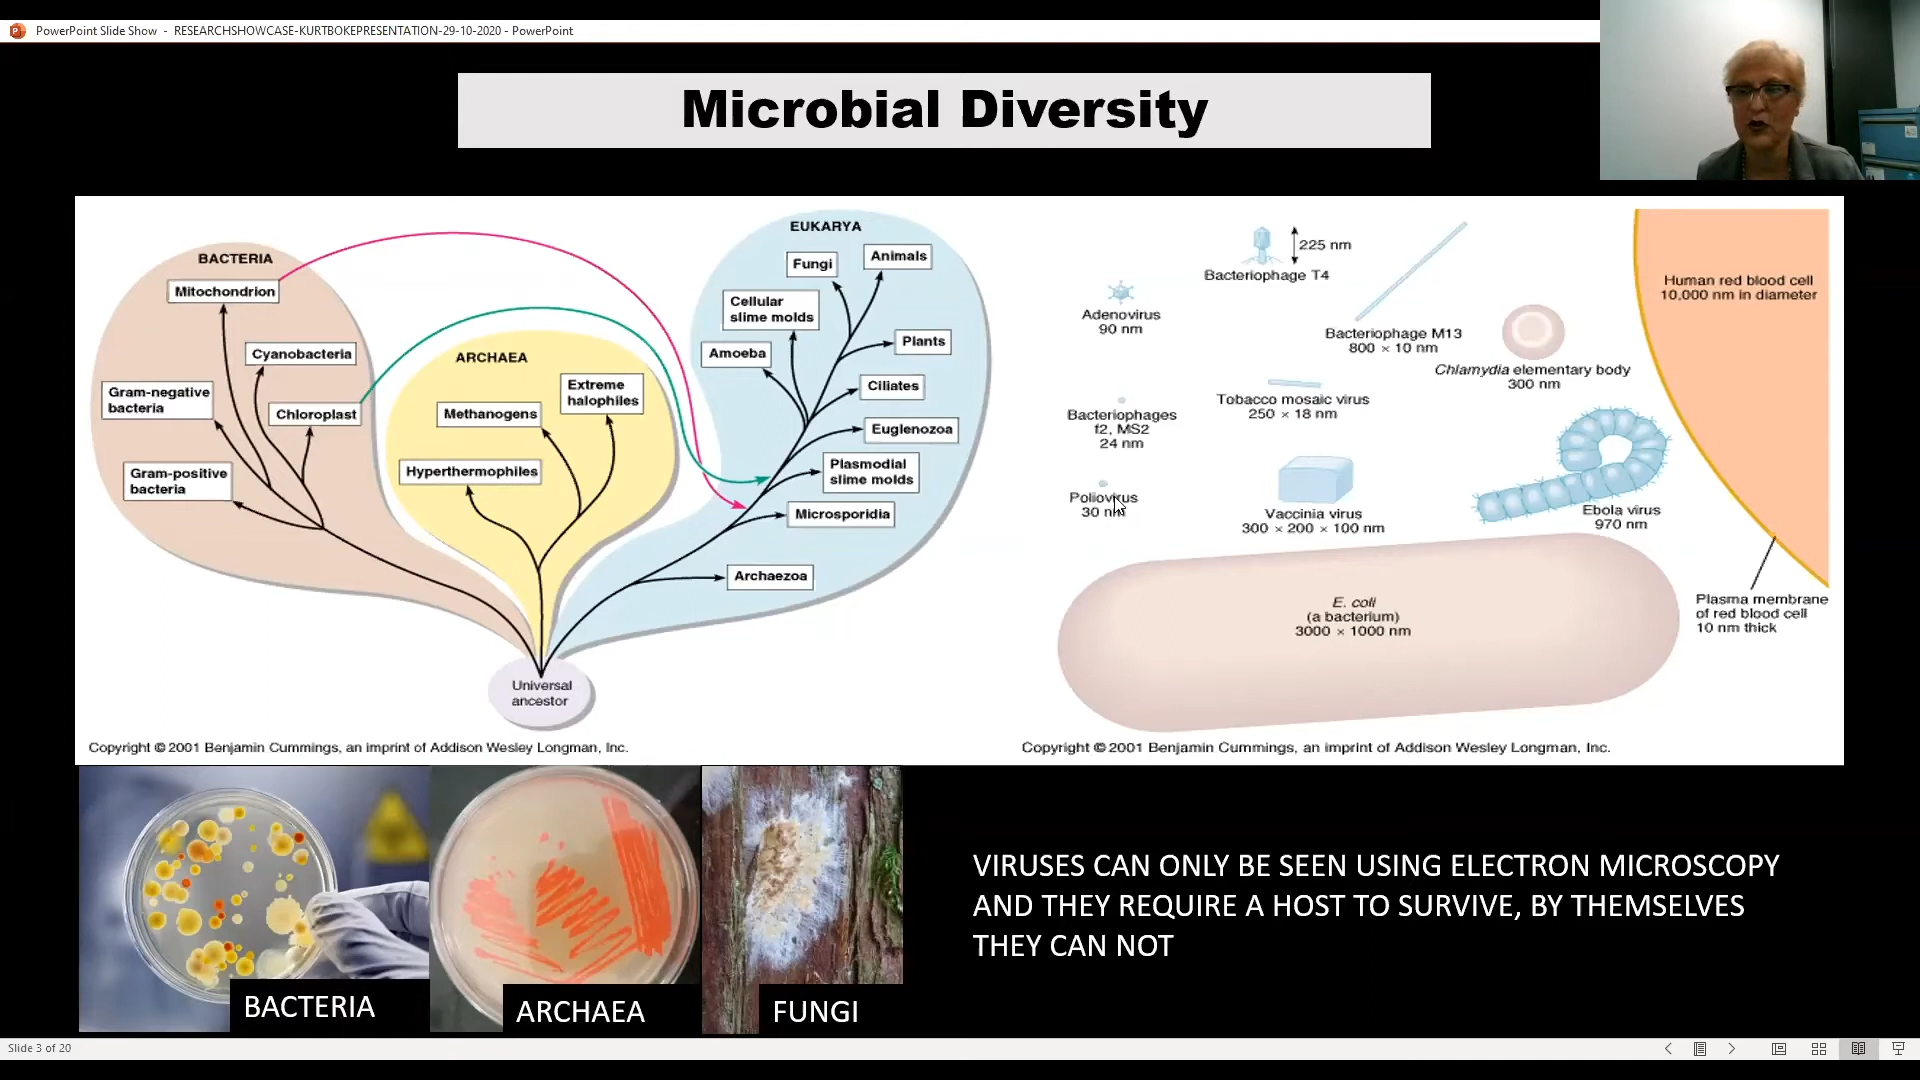 PowerPoint Slide Show - RESEARCHSHOWCASE-KURTBOKEPRESENTATION-29-10-2020 - PowerPoint
Microbial Diversity
BACTERIA
Mitochondrion
Cyanobacteria
Gram-negative
bacteria
Chloroplast
Gram-positive
bacteria
ARCHAEA
Extreme
halophiles
Methanogens
Hyperthermophiles
EUKARYA
Animals
Fungi
Cellular
slime molds
Plants
Amoeba
Ciliates
Euglenozoa
Plasmodial
slime molds
Microsporidia
Archaezoa
Universal
ancestor
Copyright © 2001 Benjamin Cummings, an imprint of Addison Wesley Longman, Inc.
225 nm
Bacteriophage T4
Adenovirus
90 nm
Bacteriophage M13
800 × 10 nm
Chlamydia elementary body
300 nm
Human red blood cell
10,000 nm in diameter
Tobacco mosaic virus
250 × 18 nm
Bacteriophages
f2, MS2
24 nm
Poliovirus
30 nm
Vaccinia virus
300 × 200 × 100 nm
Ebola virus
970 nm
E. coli
(a bacterium)
3000 × 1000 nm
Plasma membrane
of red blood cell
10 nm thick
Copyright © 2001 Benjamin Cummings, an imprint of Addison Wesley Longman, Inc.
BACTERIA
ARCHAEA
FUNGI
VIRUSES CAN ONLY BE SEEN USING ELECTRON MICROSCOPY
AND THEY REQUIRE A HOST TO SURVIVE, BY THEMSELVES
THEY CAN NOT
Slide 3 of 20